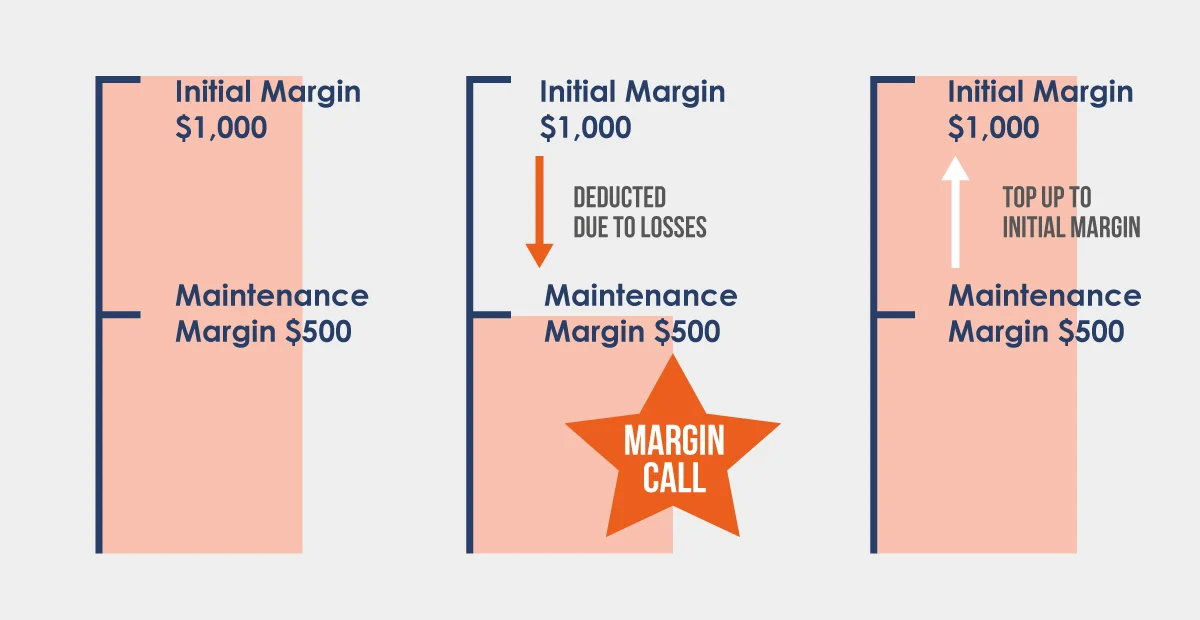 Initial Margin
$1,000
Maintenance
Margin $500
Initial Margin
$1,000
DEDUCTED
DUE TO LOSSES
Maintenance
Margin $500
MARGIN
CALL
Initial Margin
$1,000
TOP UP TO
INITIAL MARGIN
Maintenance
Margin $500